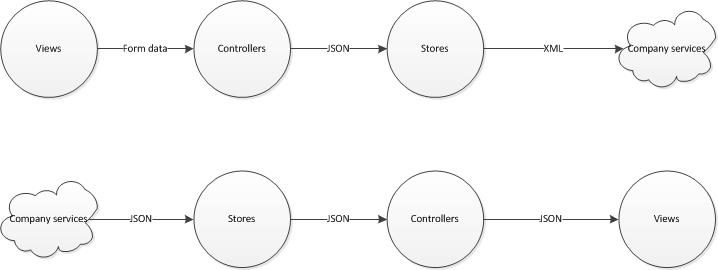 Views
Form data
Controllers
JSON
Stores
XML
Company services
Company services
JSON
Stores
JSON
Controllers
JSON
Views